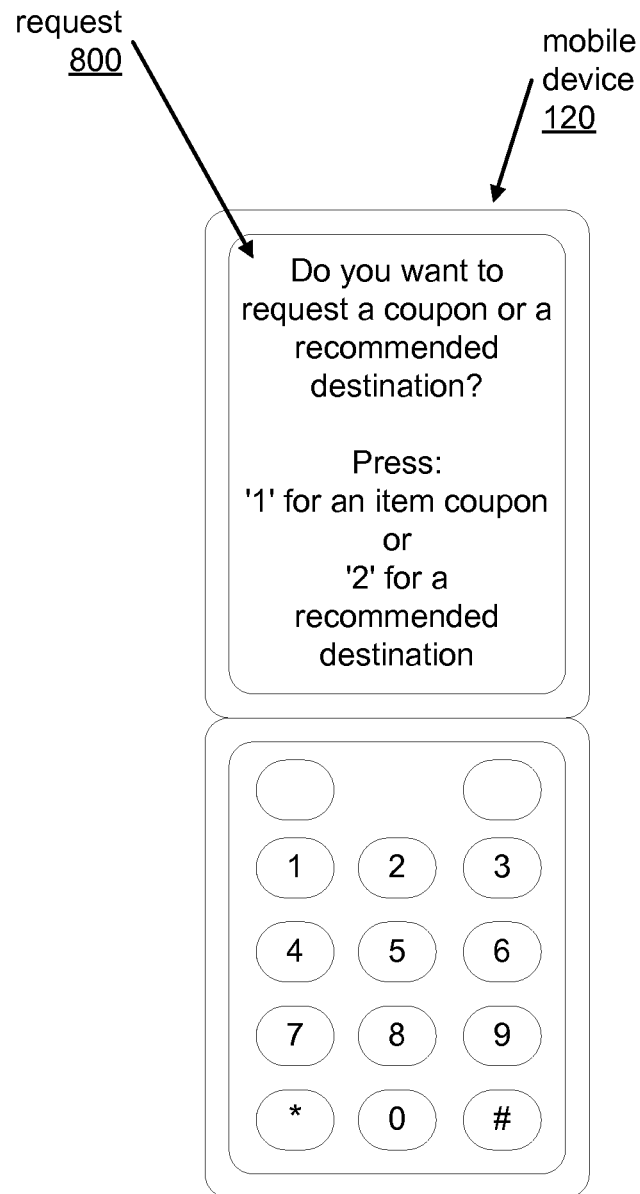 request
800
mobile
device
120
Do you want to
request a coupon or a
recommended
destination?
Press:
'1' for an item coupon
or
'2' for a
recommended
destination
1 2 3
4 5 6
7 8 9
* 0 #